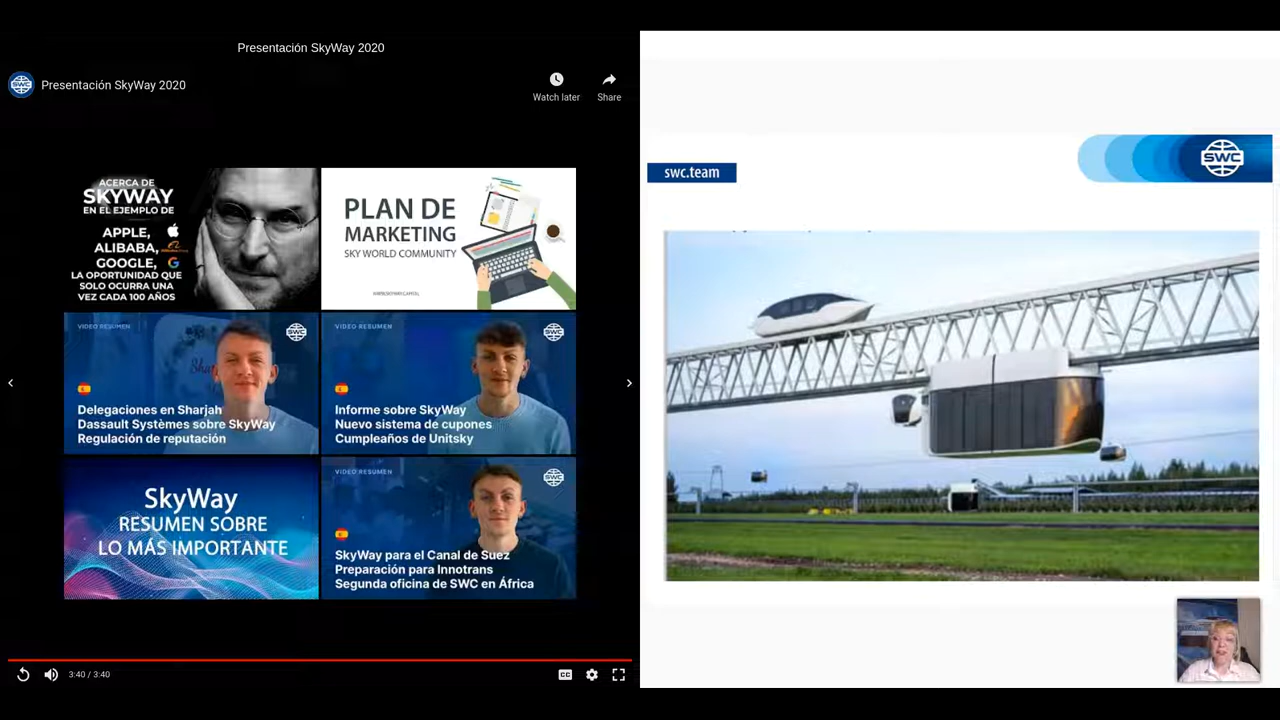 Presentación SkyWay 2020
Presentación SkyWay 2020
Watch later
Share
ACERCA DE
SKYWAY
EN EL EJEMPLO DE
APPLE,
ALIBABA,
GOOGLE,
LA OPORTUNIDAD QUE
SOLO OCURRA UNA
VEZ CADA 100 AÑOS
PLAN DE
MARKETING
SKY WORLD COMMUNITY
VIDEO RESUMEN
SWC
Delegaciones en Sharjah
Dassault Systèmes sobre SkyWay
Regulación de reputación
VIDEO RESUMEN
SWC
Informe sobre SkyWay
Nuevo sistema de cupones
Cumpleaños de Unitsky
SkyWay
RESUMEN SOBRE
LO MÁS IMPORTANTE
VIDEO RESUMEN
SWC
SkyWay para el Canal de Suez
Preparación para Innotrans
Segunda oficina de SWC en África
3:40 / 3:40
CC
swc.team
SWC